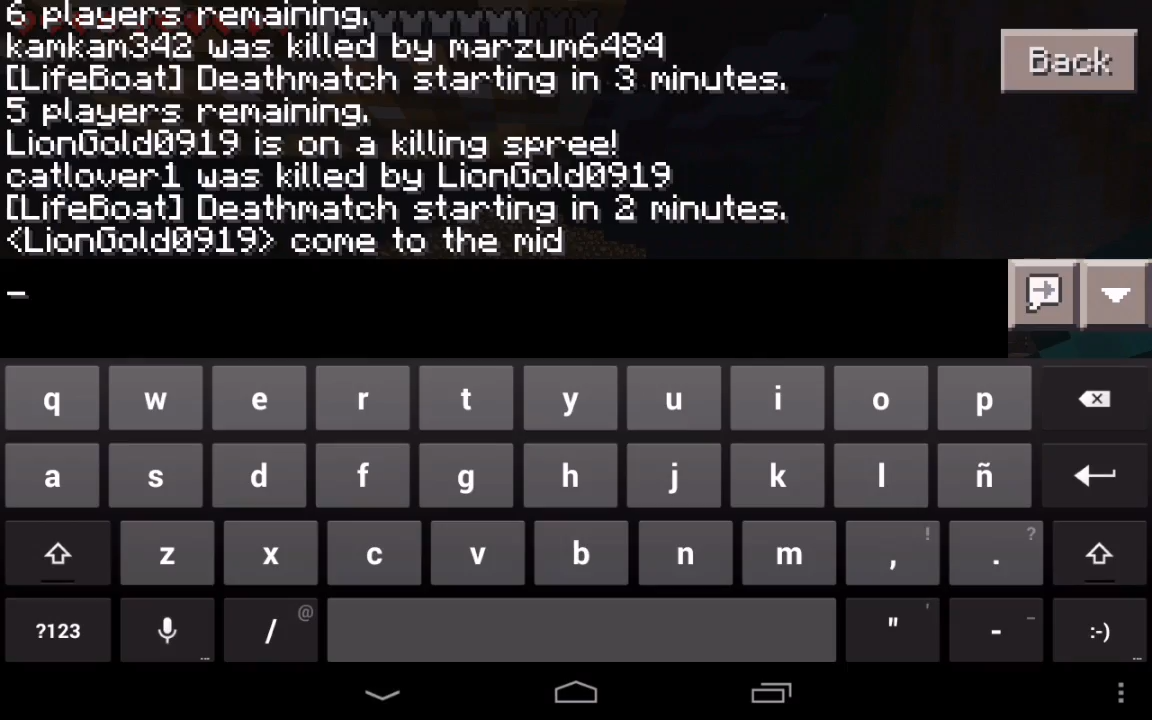 6 players remaining.
kamkam342 was killed by marzum6484
[LifeBoat] Deathmatch starting in 3 minutes.
5 players remaining.
LionGold0919 is on a killing spree!
catlover1 was killed by LionGold0919
[LifeBoat] Deathmatch starting in 2 minutes.
<LionGold0919> come to the mid
Back
_
q w e r t y u i o p
a s d f g h j k l ñ
z x c v b n m , ! . ?
?123 / @ " ' - _ :-)